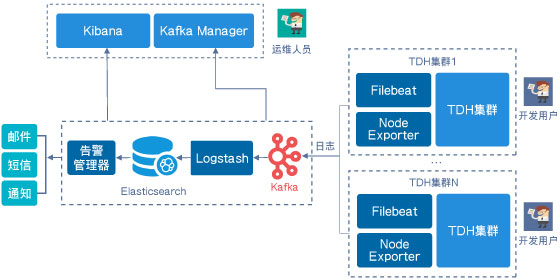 Kibana
Kafka Manager
运维人员
TDH集群1
Filebeat
Node
Exporter
TDH集群
开发用户
邮件
短信
通知
告警
管理器
Elasticsearch
Logstash
Kafka
日志
...
TDH集群N
Filebeat
Node
Exporter
TDH集群
开发用户